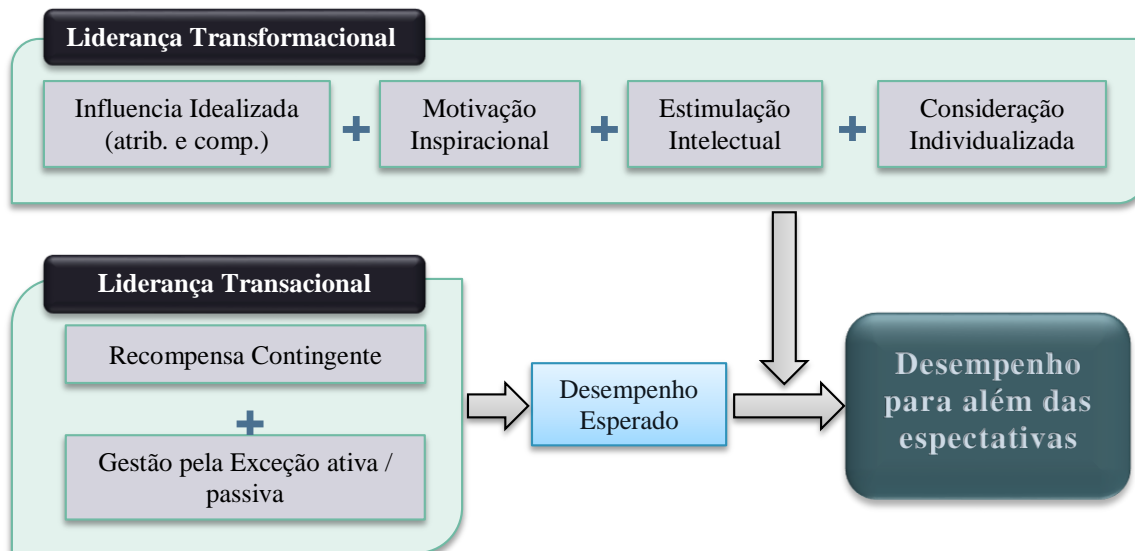 Liderança Transformacional
Influencia Idealizada
(atrib. e comp.)
Motivação
Inspiracional
Estimulação
Intelectual
Consideração
Individualizada
Liderança Transacional
Recompensa Contingente
Gestão pela Exceção ativa /
passiva
Desempenho
Esperado
Desempenho
para além das
espectativas